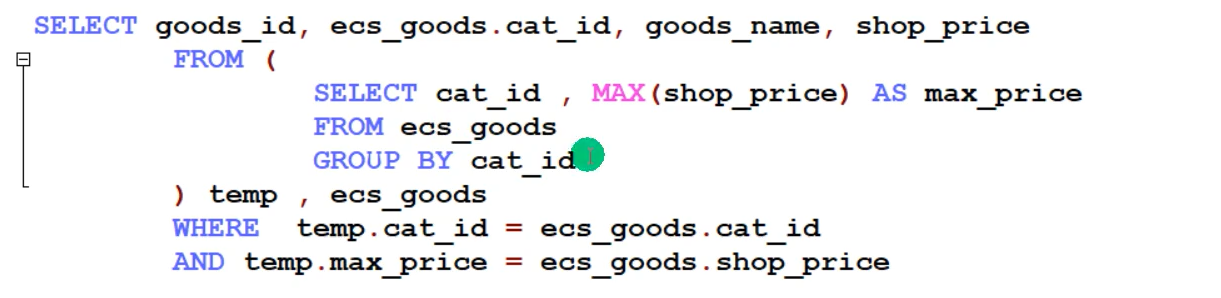 SELECT goods_id, ecs_goods.cat_id, goods_name, shop_price
FROM (
SELECT cat_id , MAX(shop_price) AS max_price
FROM ecs_goods
GROUP BY cat_id
) temp , ecs_goods
WHERE temp.cat_id = ecs_goods.cat_id
AND temp.max_price = ecs_goods.shop_price